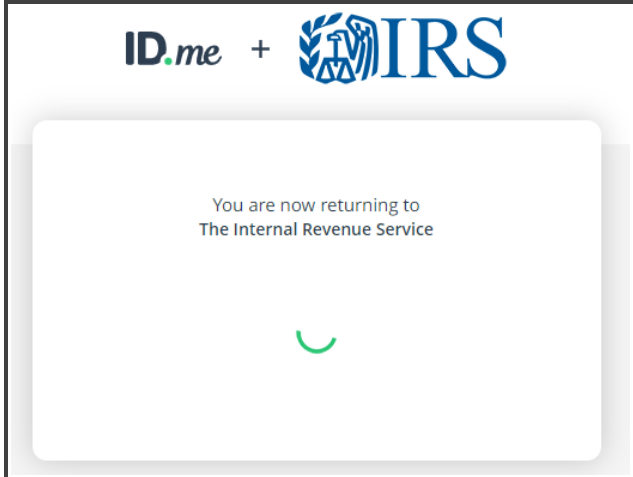 ID.me + IRS
You are now returning to
The Internal Revenue Service